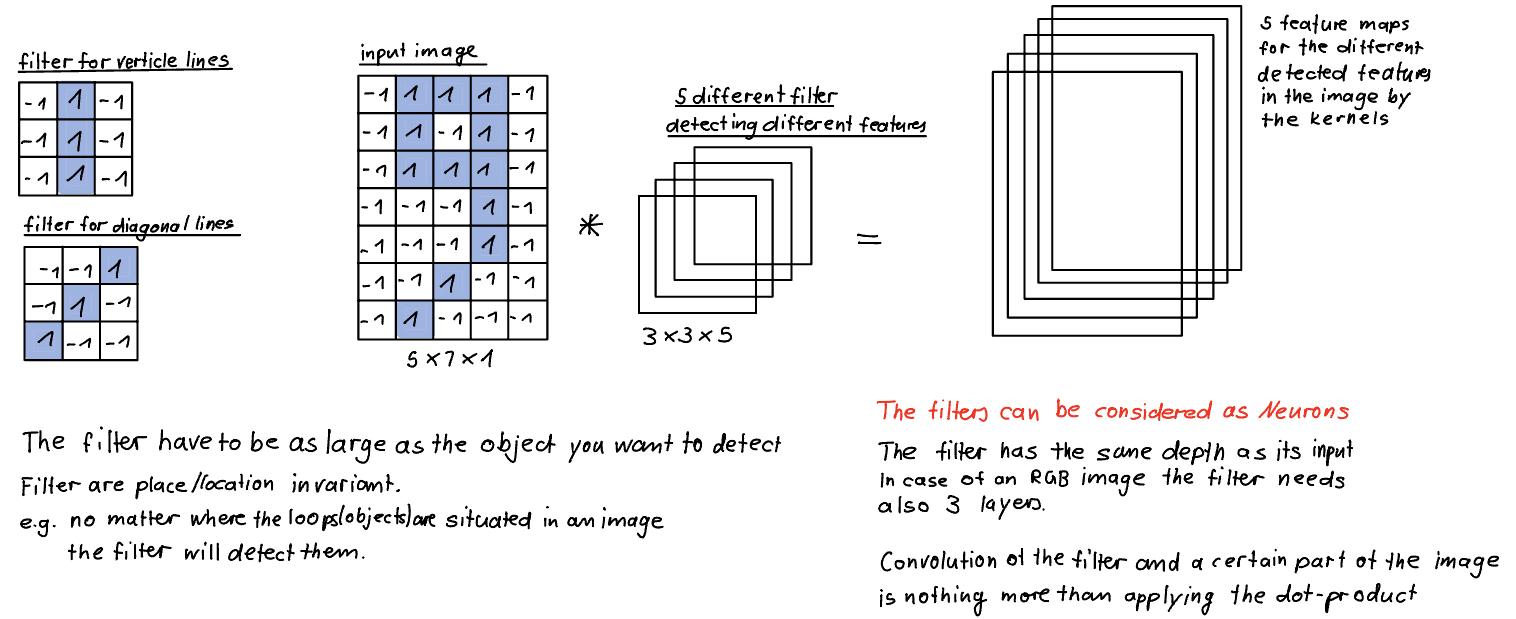 filter for verticle lines
-1 1 -1
-1 1 -1
-1 1 -1
filter for diagonal lines
-1 -1 1
-1 1 -1
1 -1 -1
input image
-1 1 1 1 -1
-1 1 -1 1 -1
-1 1 1 1 -1
-1 -1 -1 1 -1
-1 -1 -1 1 -1
-1 -1 1 -1 -1
-1 1 -1 -1 -1
5 x 7 x 1
*
5 different filter
detecting different features
3 x 3 x 5
=
5 feature maps
for the different
detected features
in the image by
the kernels
The filter have to be as large as the object you want to detect
Filter are place/location invariant.
e.g. no matter where the loops(objects)are situated in an image
the filter will detect them.
The filters can be considered as Neurons
The filter has the same depth as its input
In case of an RGB image the filter needs
also 3 layers.
Convolution of the filter and a certain part of the image
is nothing more than applying the dot-product